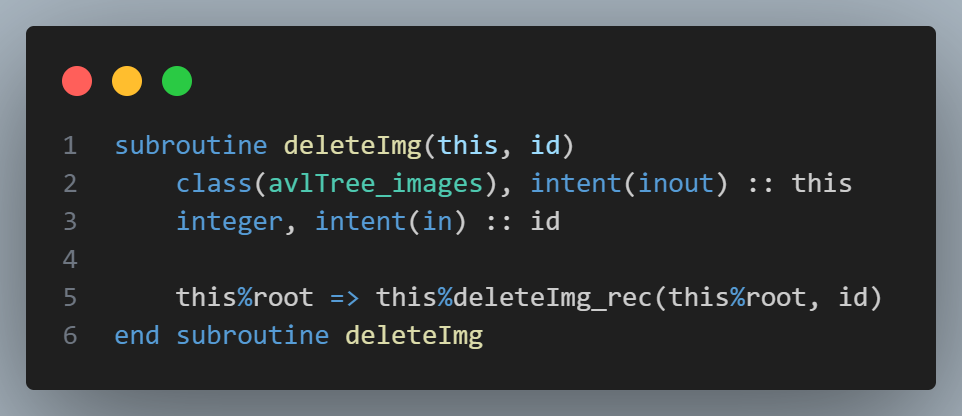 1 subroutine deleteImg(this, id)
2     class(avlTree_images), intent(inout) :: this
3     integer, intent(in) :: id
4
5     this%root => this%deleteImg_rec(this%root, id)
6 end subroutine deleteImg